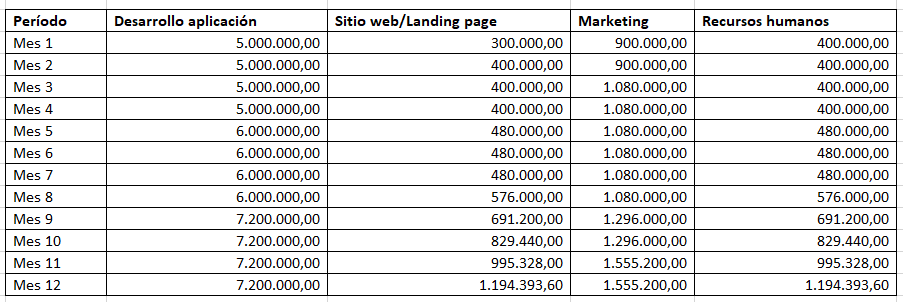 Período Desarrollo aplicación Sitio web/Landing page Marketing Recursos humanos
Mes 1 5.000.000,00 300.000,00 900.000,00 400.000,00
Mes 2 5.000.000,00 400.000,00 900.000,00 400.000,00
Mes 3 5.000.000,00 400.000,00 1.080.000,00 400.000,00
Mes 4 5.000.000,00 400.000,00 1.080.000,00 400.000,00
Mes 5 6.000.000,00 480.000,00 1.080.000,00 480.000,00
Mes 6 6.000.000,00 480.000,00 1.080.000,00 480.000,00
Mes 7 6.000.000,00 480.000,00 1.080.000,00 480.000,00
Mes 8 6.000.000,00 576.000,00 1.080.000,00 576.000,00
Mes 9 7.200.000,00 691.200,00 1.296.000,00 691.200,00
Mes 10 7.200.000,00 829.440,00 1.296.000,00 829.440,00
Mes 11 7.200.000,00 995.328,00 1.555.200,00 995.328,00
Mes 12 7.200.000,00 1.194.393,60 1.555.200,00 1.194.393,60